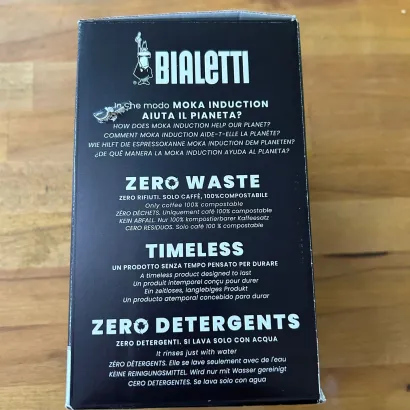 BIALETTI
In che modo MOKA INDUCTION
AIUTA IL PIANETA?
HOW DOES MOKA INDUCTION HELP OUR PLANET?
COMMENT MOKA INDUCTION AIDE-T-ELLE LA PLANÈTE?
WIE HILFT DIE ESPRESSOKANNE MOKA INDUCTION DEM PLANETEN?
¿DE QUÉ MANERA LA MOKA INDUCTION AYUDA AL PLANETA?
ZERO WASTE
ZERO RIFIUTI. SOLO CAFFÈ, 100%COMPOSTABILE
Only coffee 100% compostable
ZÉRO DÉCHETS. Uniquement café 100% compostable
KEIN ABFALL. Nur 100% kompostierbarer Kaffeesatz
CERO RESIDUOS. Solo café 100 % compostable
TIMELESS
UN PRODOTTO SENZA TEMPO PENSATO PER DURARE
A timeless product designed to last
Un produit intemporel conçu pour durer
Ein zeitloses, langlebiges Produkt
Un producto atemporal concebido para durar
ZERO DETERGENTS
ZERO DETERGENTI. SI LAVA SOLO CON ACQUA
It rinses just with water
ZÉRO DÉTERGENTS. Elle se lave seulement avec de l'eau
KEINE REINIGUNGSMITTEL. Wird nur mit Wasser gereinigt
CERO DETERGENTES. Se lava solo con agua